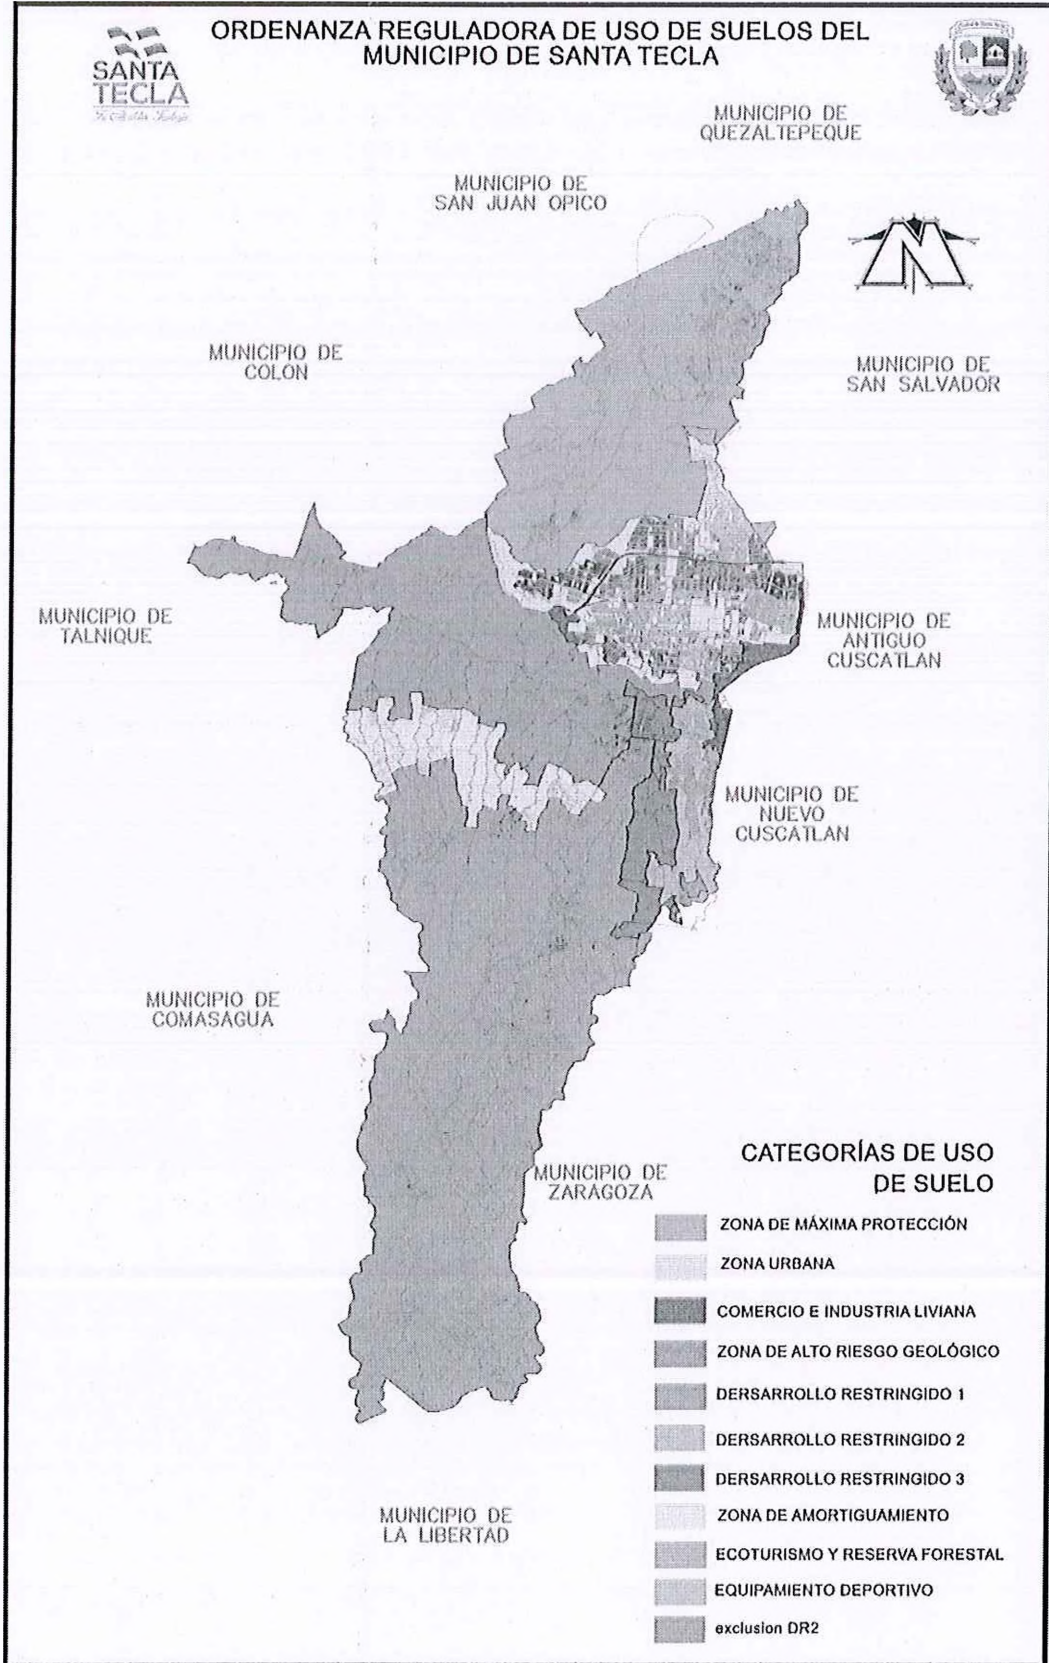 ORDENANZA REGULADORA DE USO DE SUELOS DEL
MUNICIPIO DE SANTA TECLA
SANTA
TECLA
MUNICIPIO DE
QUEZALTEPEQUE
MUNICIPIO DE
SAN JUAN OPICO
N
MUNICIPIO DE
COLON
MUNICIPIO DE
SAN SALVADOR
MUNICIPIO DE
TALNIQUE
MUNICIPIO DE
ANTIGUO
CUSCATLAN
MUNICIPIO DE
NUEVO
CUSCATLAN
MUNICIPIO DE
COMASAGUA
MUNICIPIO DE
ZARAGOZA
MUNICIPIO DE
LA LIBERTAD
CATEGORÍAS DE USO
DE SUELO
ZONA DE MÁXIMA PROTECCIÓN
ZONA URBANA
COMERCIO E INDUSTRIA LIVIANA
ZONA DE ALTO RIESGO GEOLÓGICO
DERSARROLLO RESTRINGIDO 1
DERSARROLLO RESTRINGIDO 2
DERSARROLLO RESTRINGIDO 3
ZONA DE AMORTIGUAMIENTO
ECOTURISMO Y RESERVA FORESTAL
EQUIPAMIENTO DEPORTIVO
exclusion DR2